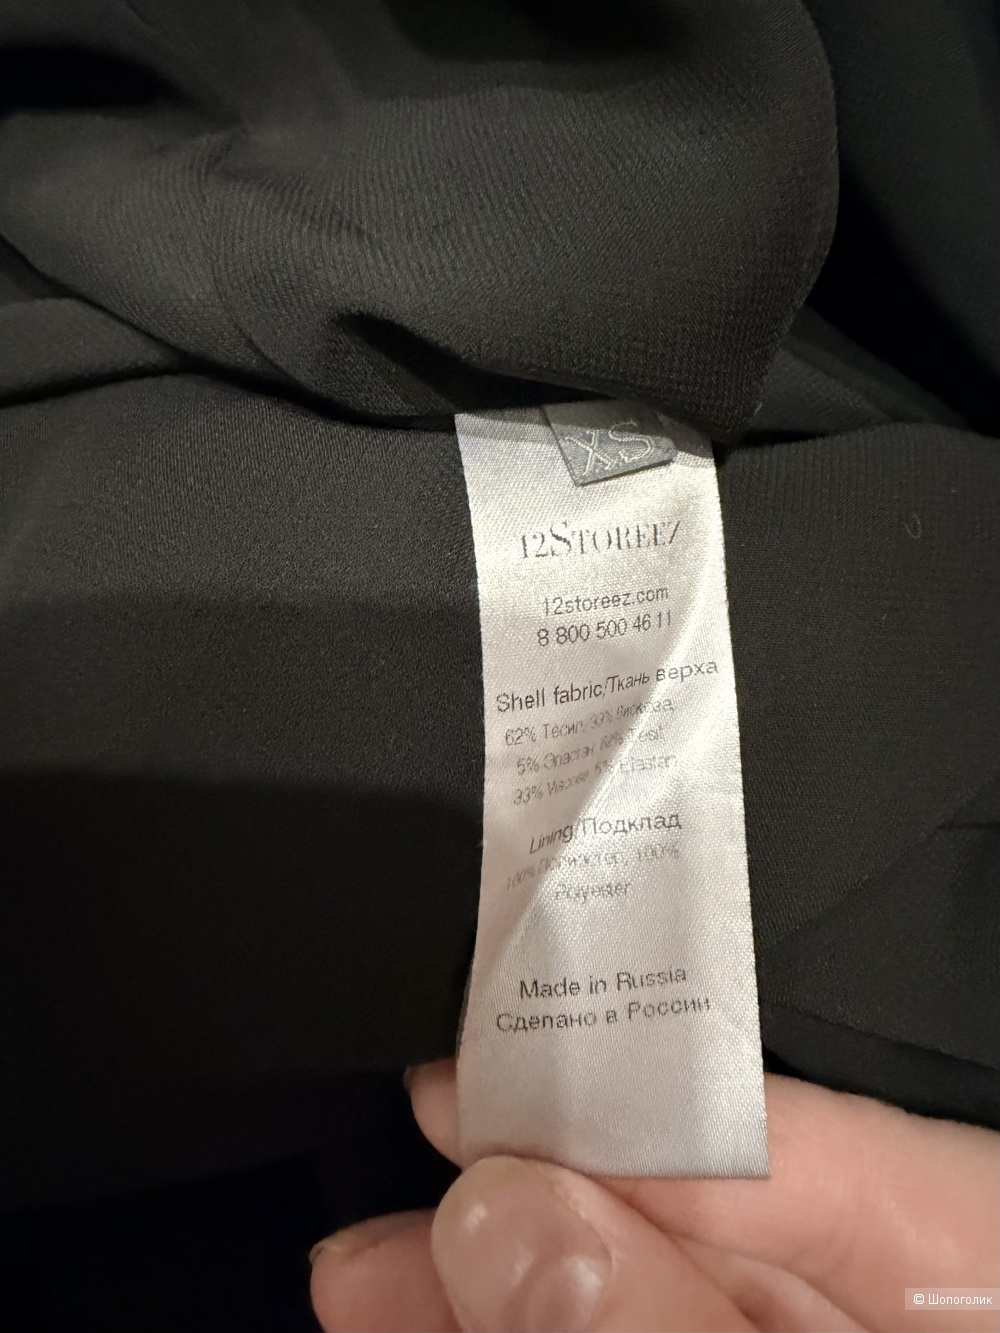 XS
12STOREEZ
12storeez.com
8 800 500 46 11
Shell fabric/Ткань верха
62% Тесил, 33% Вискоза,
5% Эластан 62% Tesil
33% Viscose 5% Elastan
Lining/Подклад
100% Полиэстер, 100%
Polyester
Made in Russia
Сделано в России
© Шопоголик